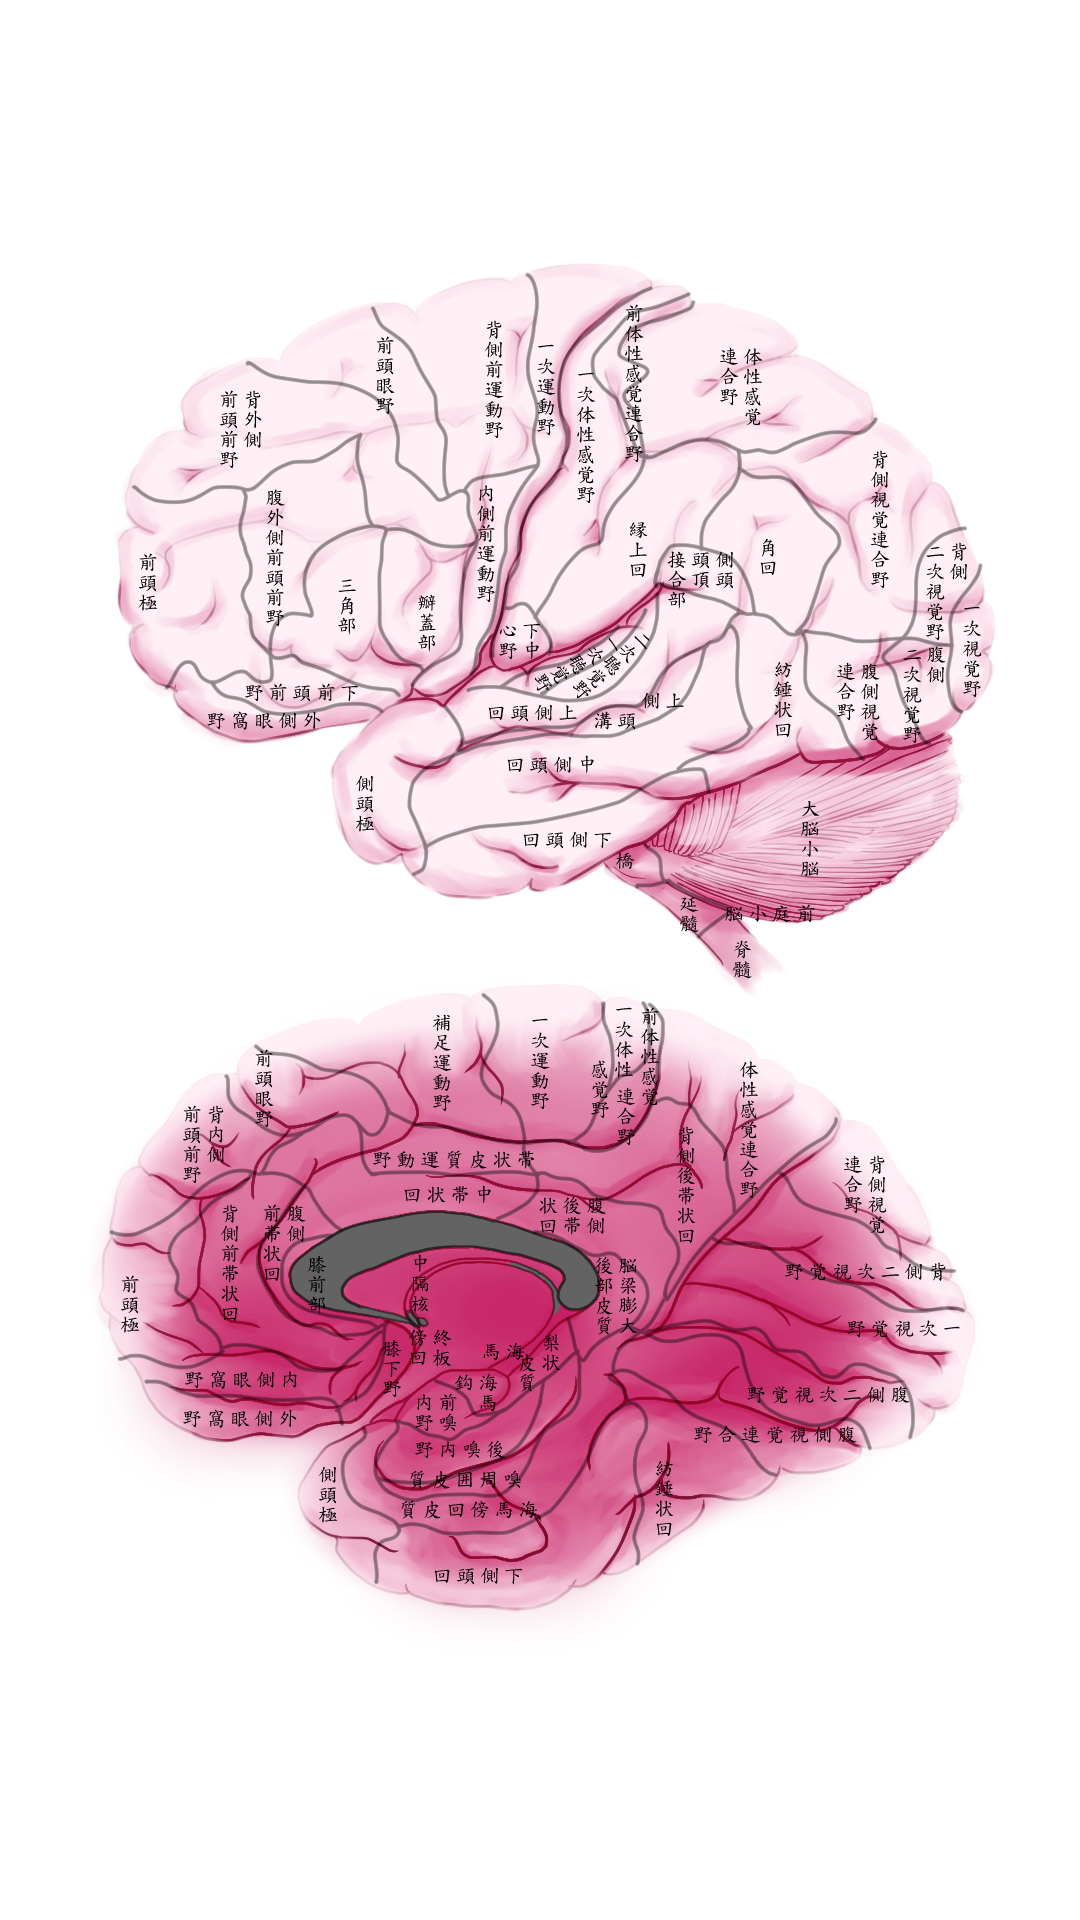 前頭眼野
背側前運動野
一次運動野
一次体性感覚野
前体性感覚連合野
体性感覚
連合野
背外側
前頭前野
背側視覚連合野
腹外側前頭前野
内側前運動野
縁上回
側頭
頭頂
接合部
角回
背側
二次視覚野
一次視覚野
前頭極
三角部
弁蓋部
下中
心野
二次聴覚野
一次聴覚野
腹側
二次視覚野
腹側視覚
連合野
紡錘状回
下前頭前野
外側眼窩野
上側頭回
上側
頭溝
中側頭回
側頭極
下側頭回
大脳小脳
橋
延髄
前庭小脳
脊髄
補足運動野
一次運動野
一次体性
感覚野
前体性感覚
連合野
前頭眼野
体性感覚連合野
背内側
前頭前野
背側後帯状回
背側視覚
連合野
帯状皮質運動野
中帯状回
腹側
後帯
状回
腹側
前帯状回
背側前帯状回
膝前部
中隔核
脳梁膨大
後部皮質
背側二次視覚野
前頭極
一次視覚野
終板
傍回
膝下野
海馬
梨状
皮質
海馬
鈎
内側眼窩野
外側眼窩野
前嗅
内野
腹側二次視覚野
腹側視覚連合野
後嗅内野
嗅周囲皮質
海馬傍回皮質
側頭極
紡錘状回
下側頭回